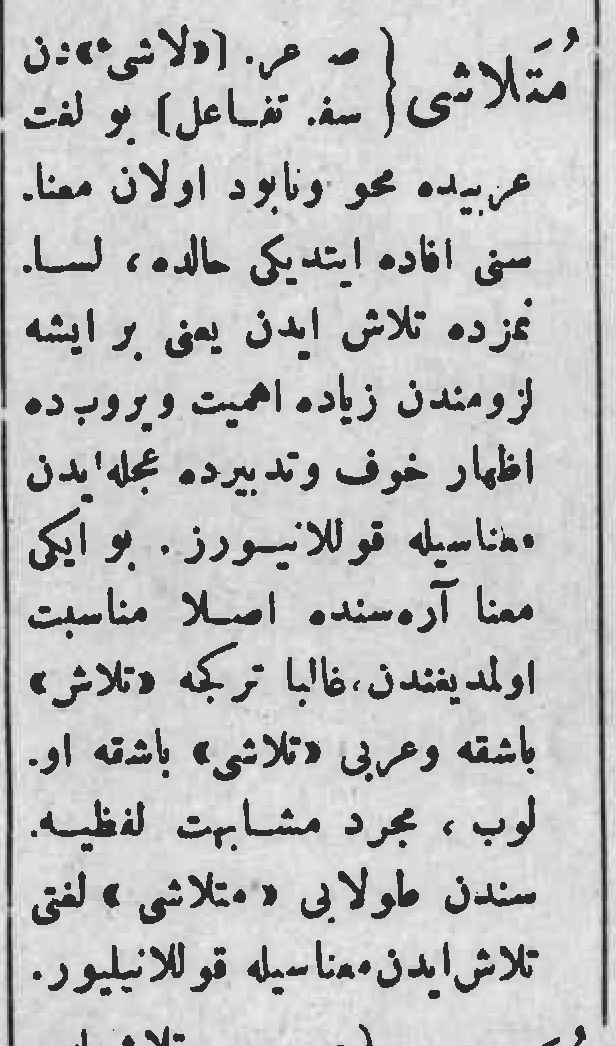 مُتَلاشی { ص عر. [«لاشیء»دن
سف. تفاعل] بو لغت
عربیده محو ونابود اولان معنا.
سنی افاده ایتدیکی حالده، لسا.
نمزده تلاش ایدن یعنی بر ایشه
لزومندن زیاده اهمیت ویروب ده
اظهار خوف وتدبیرده عجله ایدن
معناسیله قوللانیورز. بو ایکی
معنا آره‌سنده اصلا مناسبت
اولمدیغندن، غالبا ترکجه «تلاش»
باشقه وعربی «تلاشی» باشقه او.
لوب، مجرد مشابهت لفظیه.
سندن طولایی «متلاشی» لغتی
تلاش ایدن معناسیله قوللانیلیور.